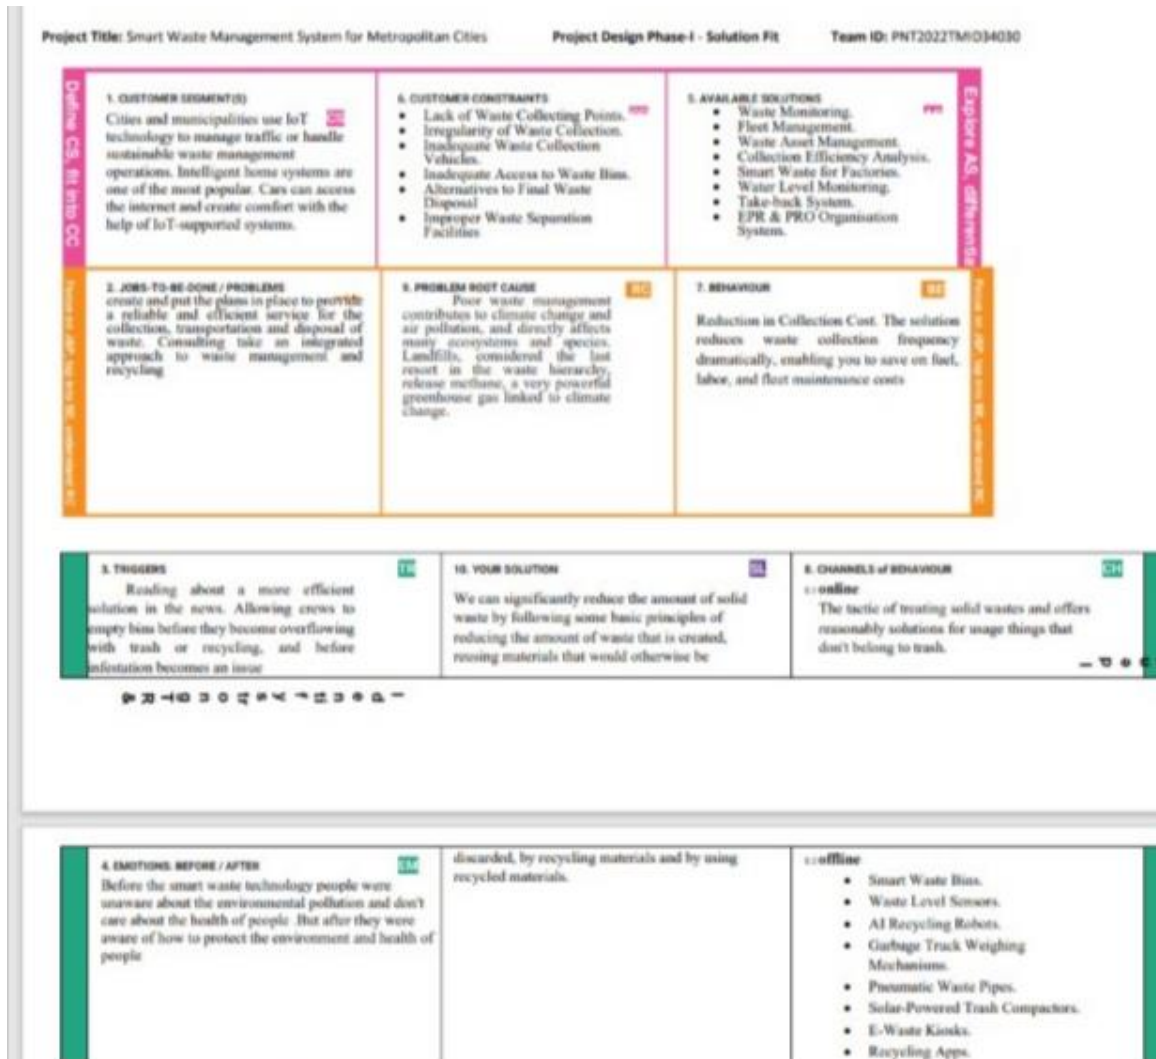 Project Title: Smart Waste Management System for Metropolitan Cities
Project Design Phase-I - Solution Fit
Team ID: PNT2022TMID34030
Define CS, fit into CC
1. CUSTOMER SEGMENT(S)
CS
Cities and municipalities use IoT
technology to manage traffic or handle
sustainable waste management
operations. Intelligent home systems are
one of the most popular. Cars can access
the internet and create comfort with the
help of IoT-supported systems.
6. CUSTOMER CONSTRAINTS
Lack of Waste Collecting Points.
Irregularity of Waste Collection.
Inadequate Waste Collection
Vehicles.
Inadequate Access to Waste Bins.
Alternatives to Final Waste
Disposal
Improper Waste Separation
Facilities
5. AVAILABLE SOLUTIONS
Waste Monitoring.
Fleet Management.
Waste Asset Management.
Collection Efficiency Analysis.
Smart Waste for Factories.
Water Level Monitoring.
Take-back System.
EPR & PRO Organisation
System.
Explore AS, differentia
2. JOBS-TO-BE-DONE / PROBLEMS
create and put the plans in place to provide
a reliable and efficient service for the
collection, transportation and disposal of
waste. Consulting take an integrated
approach to waste management and
recycling
9. PROBLEM ROOT CAUSE
RC
Poor waste management
contributes to climate change and
air pollution, and directly affects
many ecosystems and species.
Landfills, considered the last
resort in the waste hierarchy,
release methane, a very powerful
greenhouse gas linked to climate
change.
7. BEHAVIOUR
BE
Reduction in Collection Cost. The solution
reduces waste collection frequency
dramatically, enabling you to save on fuel,
labor, and fleet maintenance costs
3. TRIGGERS
TR
Reading about a more efficient
solution in the news. Allowing crews to
empty bins before they become overflowing
with trash or recycling, and before
infestation becomes an issue
10. YOUR SOLUTION
SL
We can significantly reduce the amount of solid
waste by following some basic principles of
reducing the amount of waste that is created,
reusing materials that would otherwise be
8. CHANNELS of BEHAVIOUR
CH
online
The tactic of treating solid wastes and offers
reasonably solutions for usage things that
don't belong to trash.
4. EMOTIONS: BEFORE / AFTER
EM
Before the smart waste technology people were
unaware about the environmental pollution and don't
care about the health of people .But after they were
aware of how to protect the environment and health of
people
discarded, by recycling materials and by using
recycled materials.
offline
Smart Waste Bins.
Waste Level Sensors.
AI Recycling Robots.
Garbage Truck Weighing
Mechanisms.
Pneumatic Waste Pipes.
Solar-Powered Trash Compactors.
E-Waste Kiosks.
Recycling Apps.